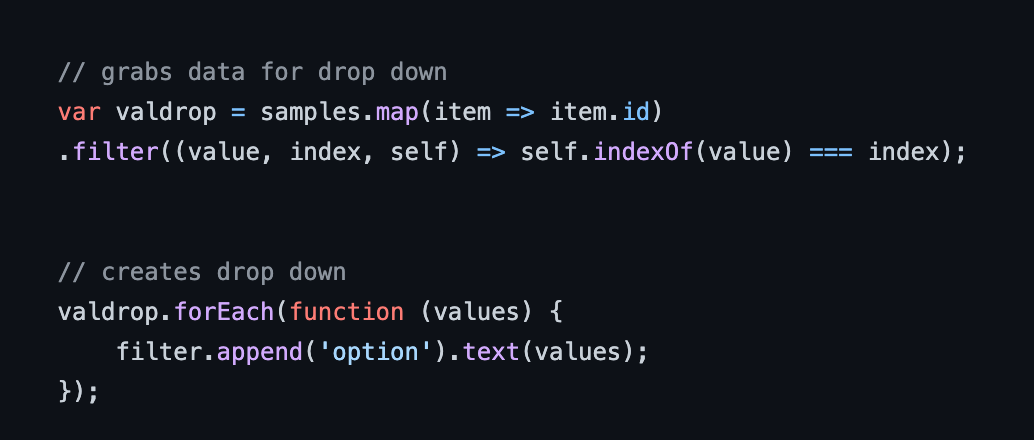 // grabs data for drop down
var valdrop = samples.map(item => item.id)
.filter((value, index, self) => self.indexOf(value) === index);
// creates drop down
valdrop.forEach(function (values) {
    filter.append('option').text(values);
});